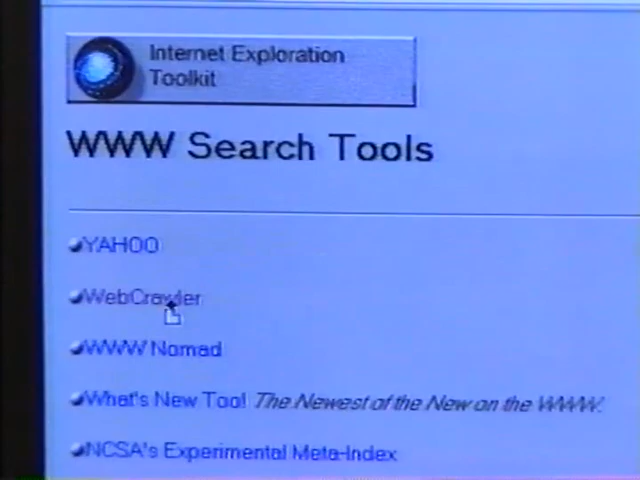 Internet Exploration
Toolkit
WWW Search Tools
YAHOO
WebCrawler
WWW Nomad
What's New Too! The Newest of the New on the WWW.
NCSA's Experimental Meta-Index